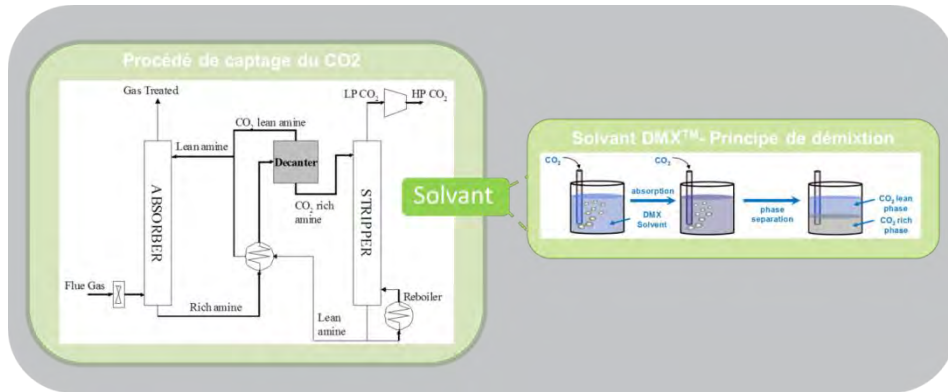 Procédé de captage du CO2
Gas Treated
LP CO₂
HP CO₂
CO₂ lean amine
Lean amine
Decanter
CO₂ rich
amine
ABSORBER
STRIPPER
Flue Gas
Rich amine
Lean
amine
Reboiler
Solvant
Solvant DMX™- Principe de démixtion
CO₂
CO₂
absorption
DMX
Solvent
phase
separation
CO₂ lean
phase
CO₂ rich
phase